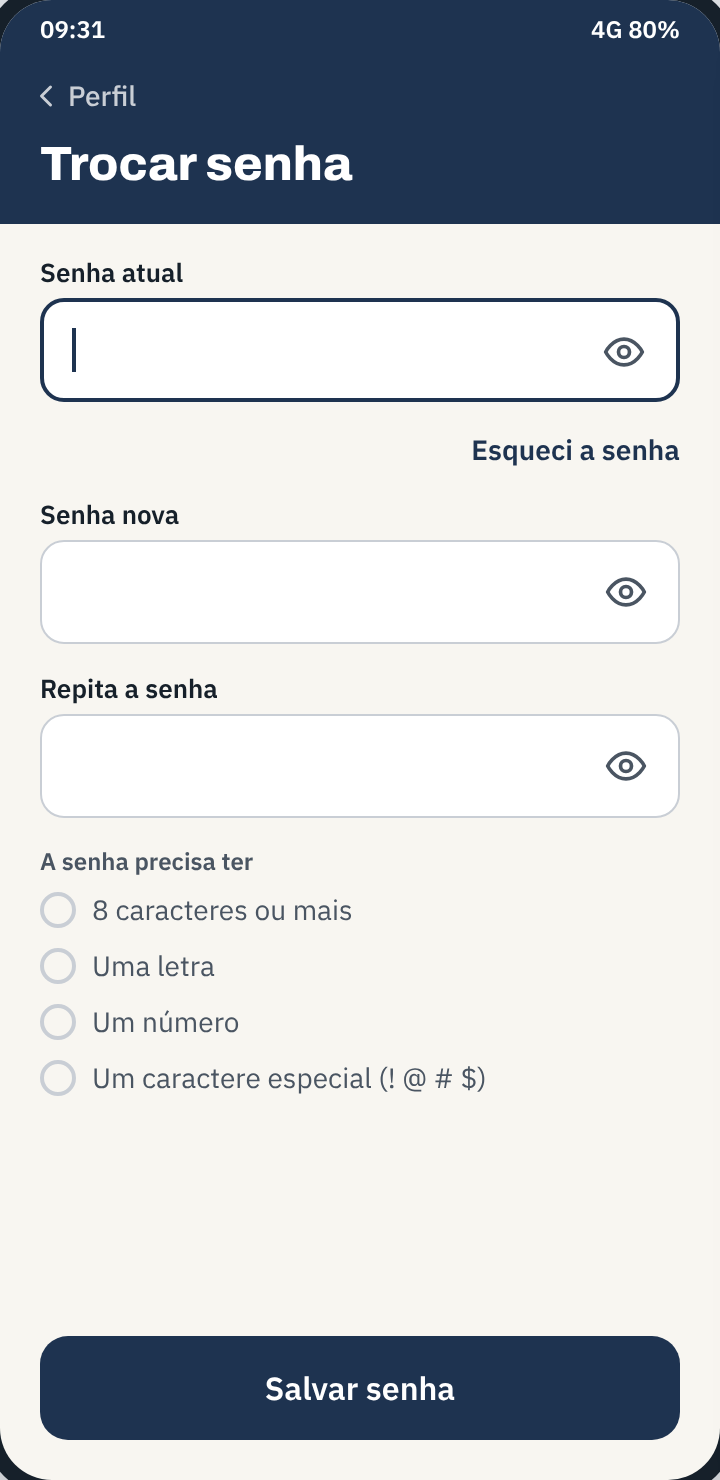 09:31 4G 80%
Perfil
Trocar senha
Senha atual
Esqueci a senha
Senha nova
Repita a senha
A senha precisa ter
8 caracteres ou mais
Uma letra
Um número
Um caractere especial (! @ # $)
Salvar senha